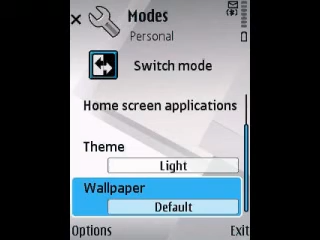 Modes
Personal
Switch mode
Home screen applications
Theme
Light
Wallpaper
Default
Options
Exit